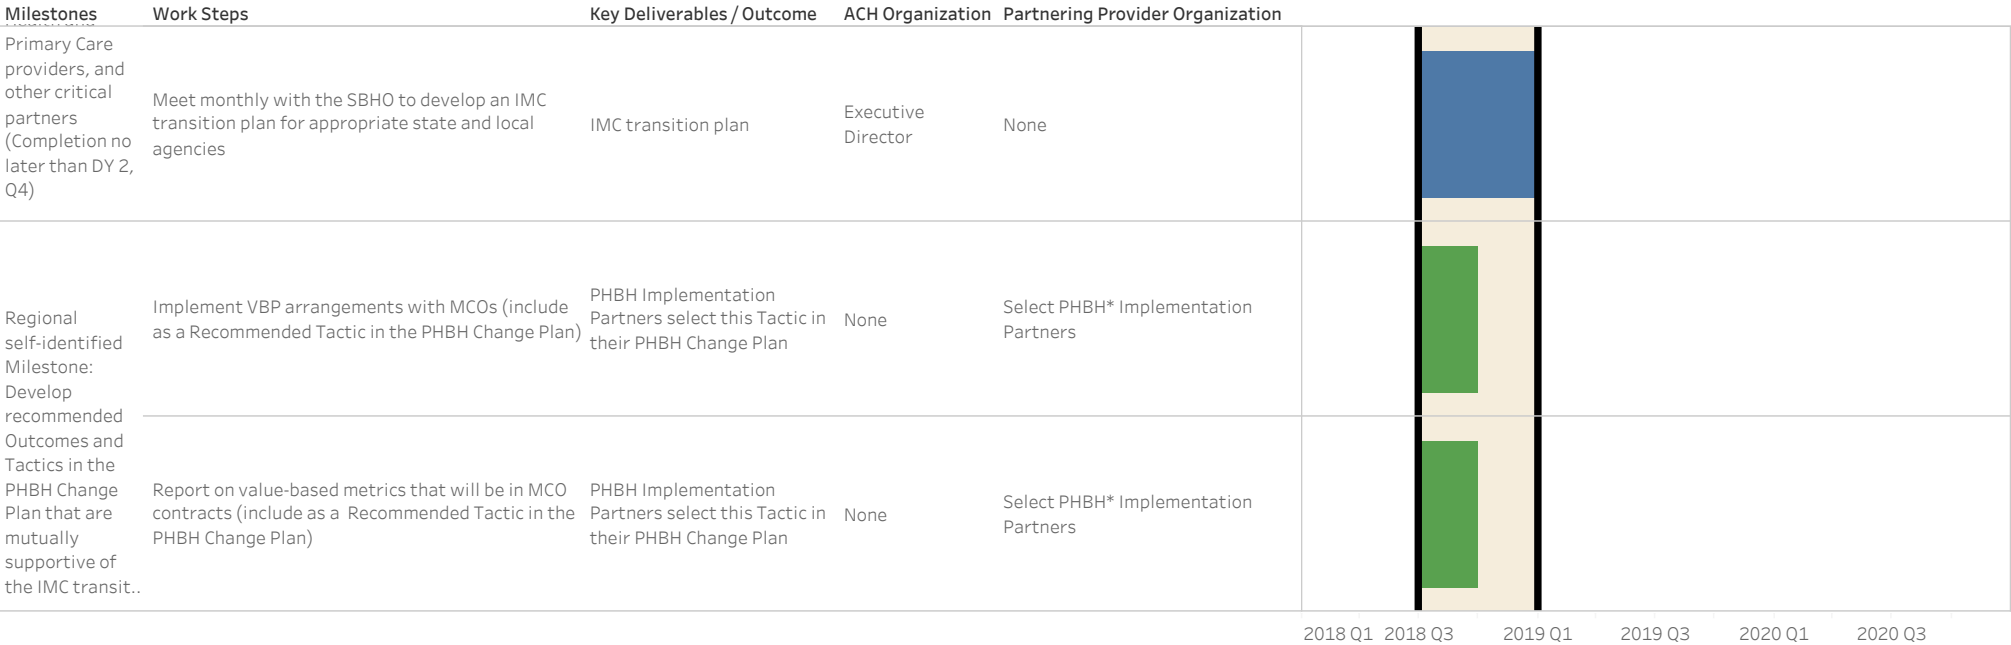 Milestones Work Steps Key Deliverables / Outcome ACH Organization Partnering Provider Organization
Primary Care
providers, and
other critical
partners
(Completion no
later than DY 2,
Q4)
Meet monthly with the SBHO to develop an IMC
transition plan for appropriate state and local
agencies
IMC transition plan
Executive
Director
None
Regional
self-identified
Milestone:
Develop
recommended
Outcomes and
Tactics in the
PHBH Change
Plan that are
mutually
supportive of
the IMC transit..
Implement VBP arrangements with MCOs (include
as a Recommended Tactic in the PHBH Change Plan)
PHBH Implementation
Partners select this Tactic in
their PHBH Change Plan
None
Select PHBH* Implementation
Partners
Report on value-based metrics that will be in MCO
contracts (include as a  Recommended Tactic in the
PHBH Change Plan)
PHBH Implementation
Partners select this Tactic in
their PHBH Change Plan
None
Select PHBH* Implementation
Partners
2018 Q1 2018 Q3 2019 Q1 2019 Q3 2020 Q1 2020 Q3